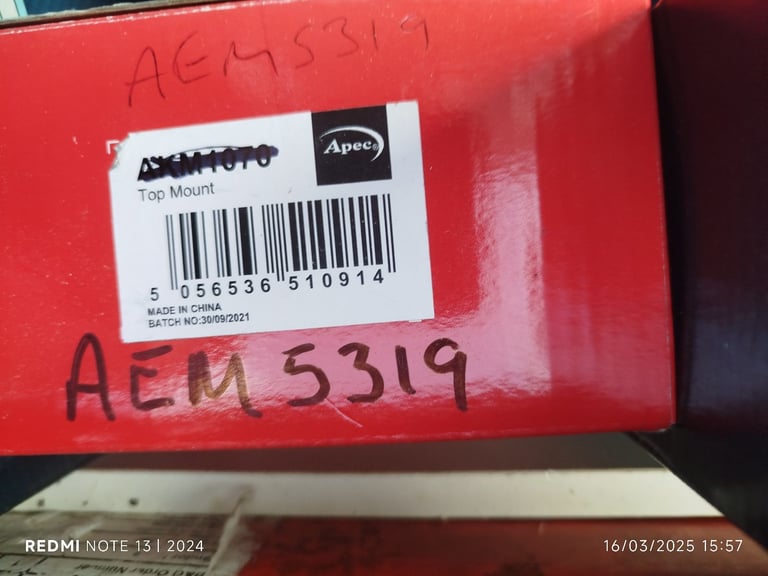 AEM5319
AKM1070
Apec®
Top Mount
5 056536 510914
MADE IN CHINA
BATCH NO:30/09/2021
AEM 5319
REDMI NOTE 13 | 2024
16/03/2025 15:57